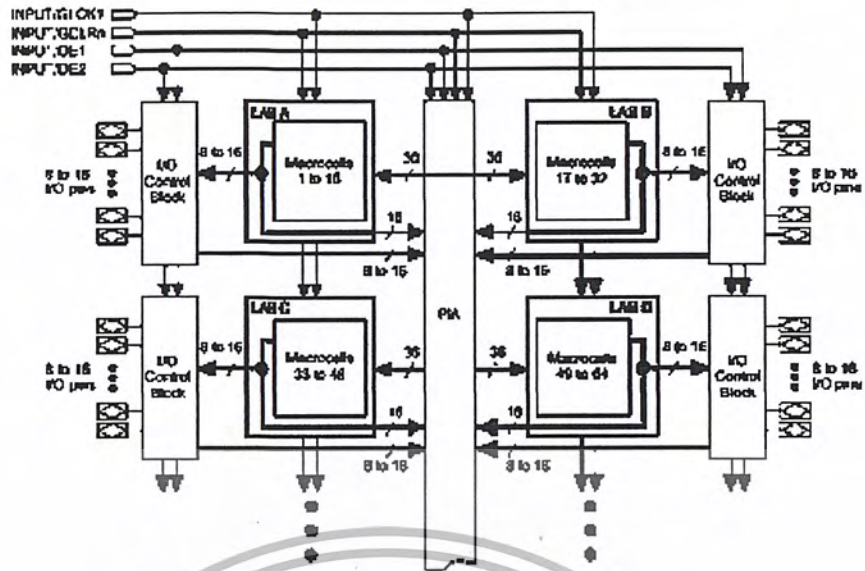 INPUT/GCLK1
INPUT/GCLRn
INPUT/OE1
INPUT/OE2
LAB A
LAB B
Macrocells
1 to 16
Macrocells
17 to 32
I/O
Control
Block
I/O
Control
Block
8 to 16
I/O pins
8 to 16
I/O pins
8 to 16
36
36
8 to 16
16
16
8 to 16
8 to 16
PIA
LAB C
LAB D
Macrocells
33 to 48
Macrocells
49 to 64
I/O
Control
Block
I/O
Control
Block
8 to 16
I/O pins
8 to 16
I/O pins
8 to 16
36
36
8 to 16
16
16
8 to 16
8 to 16